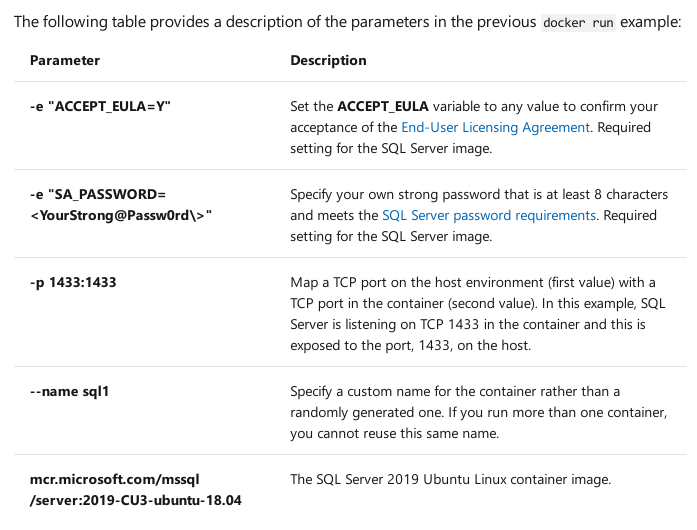 The following table provides a description of the parameters in the previous docker run example:
Parameter Description
-e "ACCEPT_EULA=Y" Set the ACCEPT_EULA variable to any value to confirm your
acceptance of the End-User Licensing Agreement. Required
setting for the SQL Server image.
-e "SA_PASSWORD= Specify your own strong password that is at least 8 characters
<YourStrong@Passw0rd\>" and meets the SQL Server password requirements. Required
setting for the SQL Server image.
-p 1433:1433 Map a TCP port on the host environment (first value) with a
TCP port in the container (second value). In this example, SQL
Server is listening on TCP 1433 in the container and this is
exposed to the port, 1433, on the host.
--name sql1 Specify a custom name for the container rather than a
randomly generated one. If you run more than one container,
you cannot reuse this same name.
mcr.microsoft.com/mssql The SQL Server 2019 Ubuntu Linux container image.
/server:2019-CU3-ubuntu-18.04